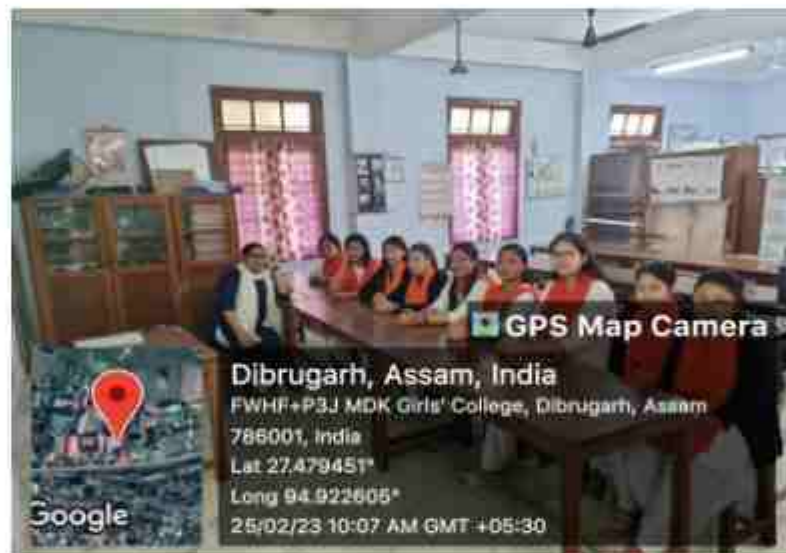 GPS Map Camera
Dibrugarh, Assam, India
FWHF+P3J MDK Girls' College, Dibrugarh, Assam
786001, India
Lat 27.479451°
Long 94.922605°
25/02/23 10:07 AM GMT +05:30
Google